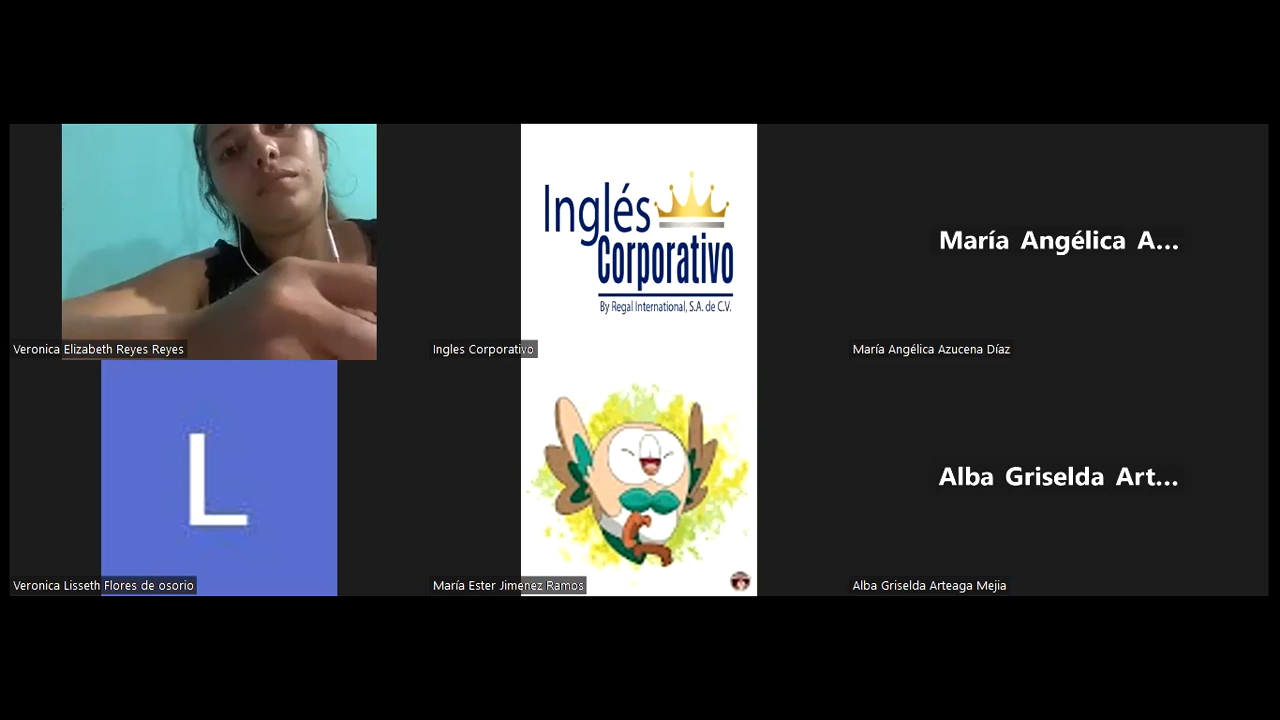 Veronica Elizabeth Reyes Reyes
Inglés
Corporativo
By Regal International, S.A. de C.V.
Ingles Corporativo
María Angélica A...
María Angélica Azucena Díaz
L
Veronica Lisseth Flores de osorio
María Ester Jimenez Ramos
Alba Griselda Art...
Alba Griselda Arteaga Mejia